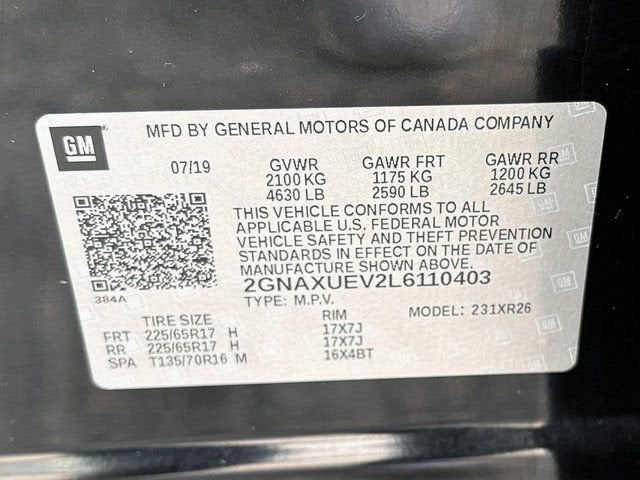 GM
MFD BY GENERAL MOTORS OF CANADA COMPANY
07/19 GVWR GAWR FRT GAWR RR
2100 KG 1175 KG 1200 KG
4630 LB 2590 LB 2645 LB
THIS VEHICLE CONFORMS TO ALL
APPLICABLE U.S. FEDERAL MOTOR
VEHICLE SAFETY AND THEFT PREVENTION
STANDARDS IN EFFECT ON THE DATE OF
MANUFACTURE SHOWN ABOVE.
2GNAXUEV2L6110403
384A
TYPE: M.P.V. MODEL: 231XR26
TIRE SIZE RIM
FRT 225/65R17 H 17X7J
RR 225/65R17 H 17X7J
SPA T135/70R16 M 16X4BT